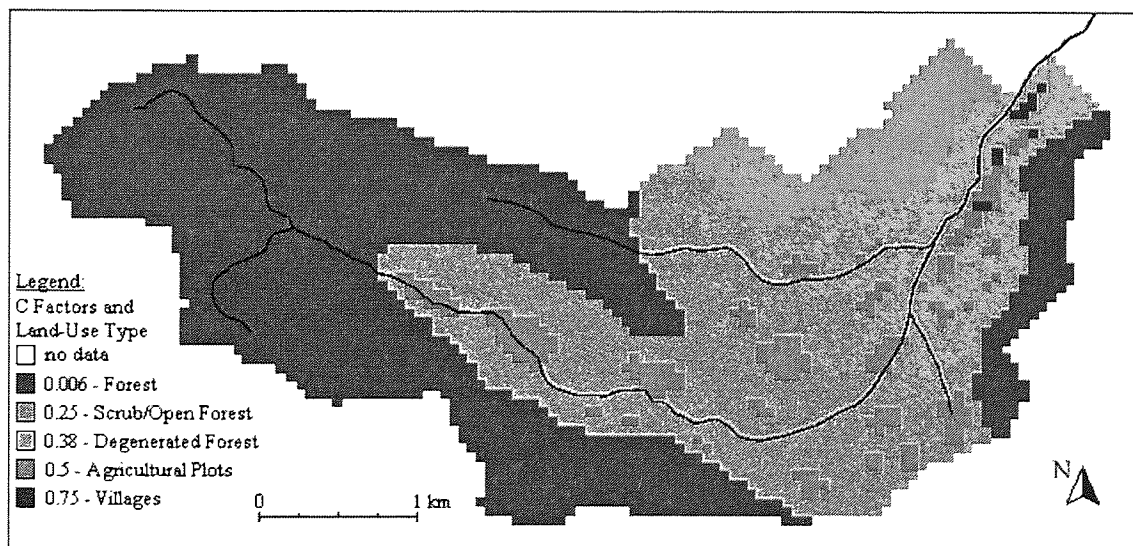 Legend:
C Factors and
Land-Use Type
no data
0.006 - Forest
0.25 - Scrub/Open Forest
0.38 - Degenerated Forest
0.5 - Agricultural Plots
0.75 - Villages
0 1 km
N